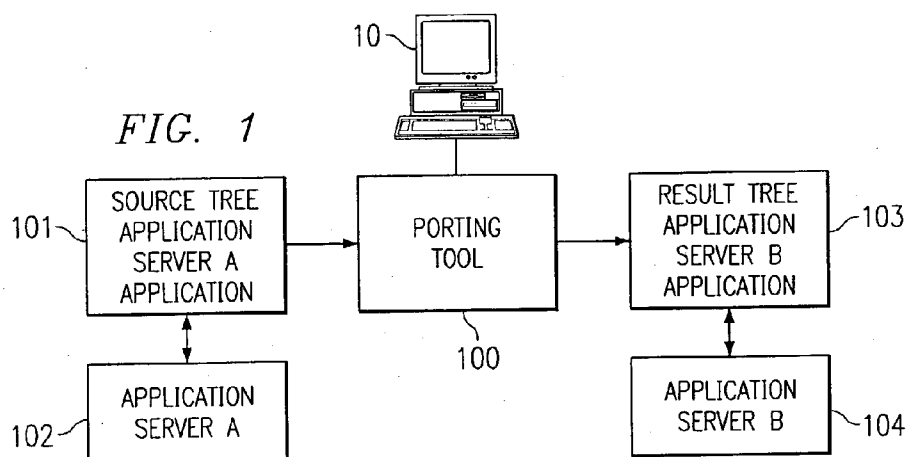 10
FIG. 1
101
SOURCE TREE
APPLICATION
SERVER A
APPLICATION
PORTING
TOOL
RESULT TREE
APPLICATION
SERVER B
APPLICATION
103
100
102
APPLICATION
SERVER A
APPLICATION
SERVER B
104